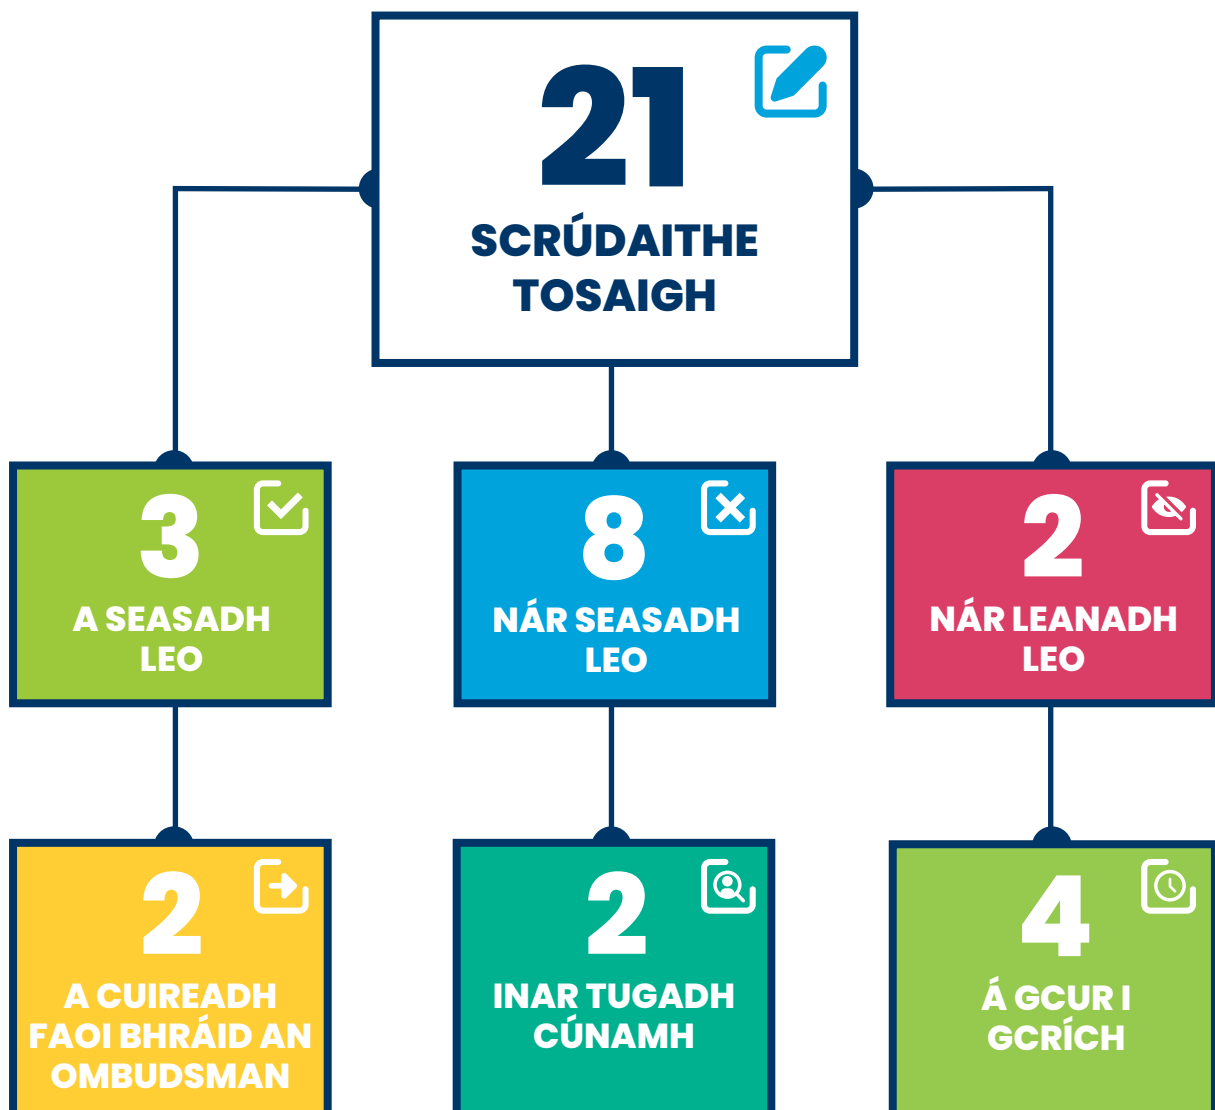 21
SCRÚDAITHE
TOSAIGH
3
A SEASADH
LEO
8
NÁR SEASADH
LEO
2
NÁR LEANADH
LEO
2
A CUIREADH
FAOI BHRÁID AN
OMBUDSMAN
2
INAR TUGADH
CÚNAMH
4
Á GCUR I
GCRÍCH